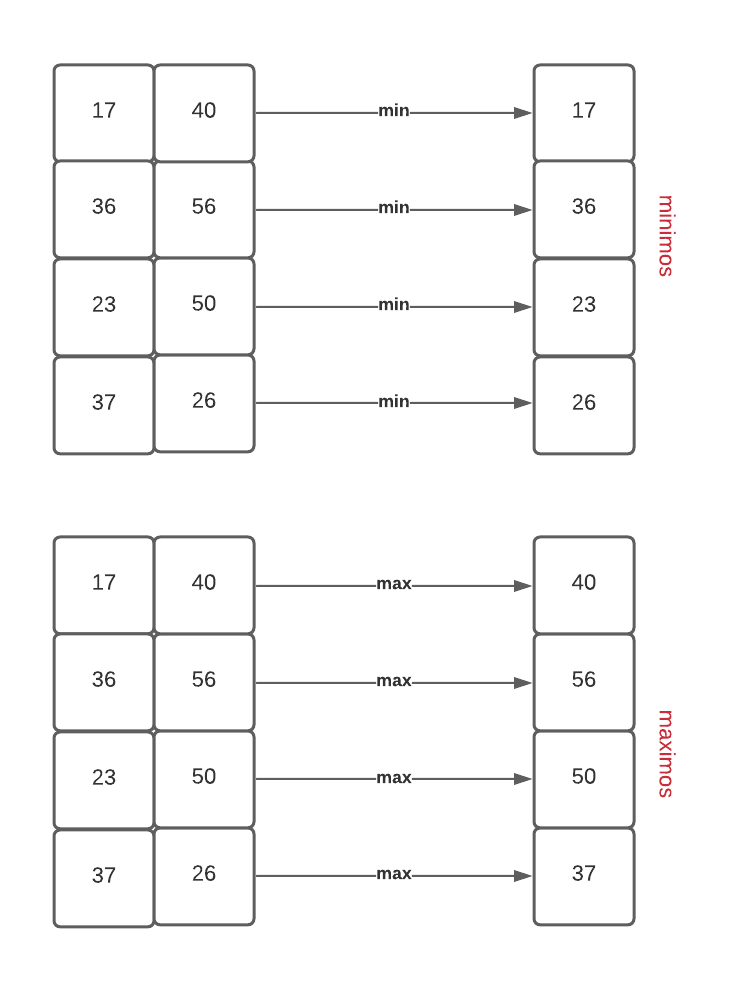 17 40 min 17
36 56 min 36
23 50 min 23
37 26 min 26
minimos
17 40 max 40
36 56 max 56
23 50 max 50
37 26 max 37
maximos